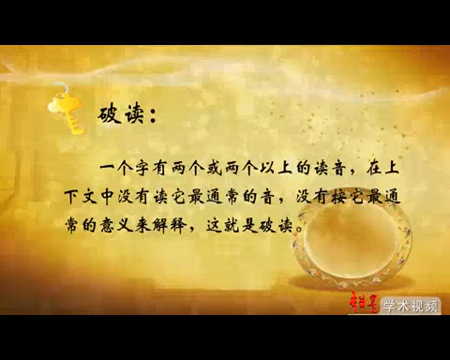 破读：
一个字有两个或两个以上的读音，在上
下文中没有读它最通常的音，没有按它最通
常的意义来解释，这就是破读。
超星 学术视频